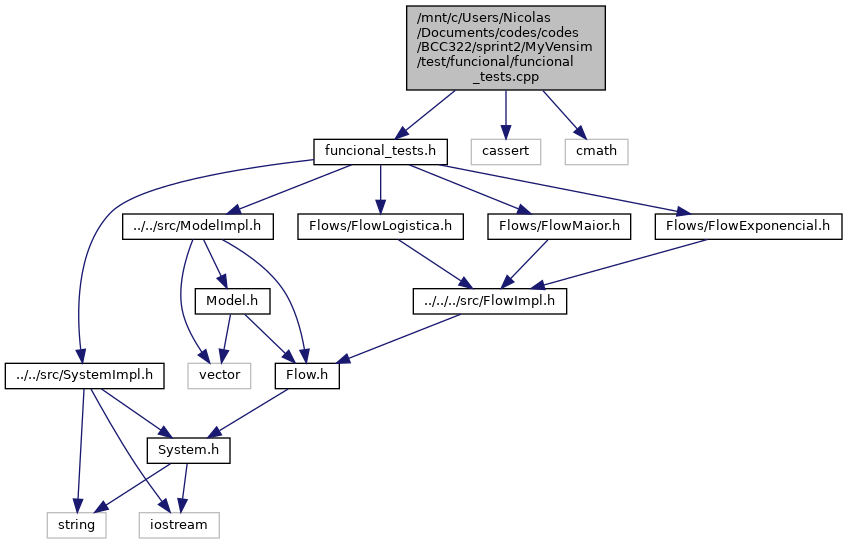 /mnt/c/Users/Nicolas
/Documents/codes/codes
/BCC322/sprint2/MyVensim
/test/funcional/funcional
_tests.cpp
funcional_tests.h
cassert
cmath
../../src/ModelImpl.h
Flows/FlowLogistica.h
Flows/FlowMaior.h
Flows/FlowExponencial.h
Model.h
../../../src/FlowImpl.h
../../src/SystemImpl.h
vector
Flow.h
System.h
string
iostream